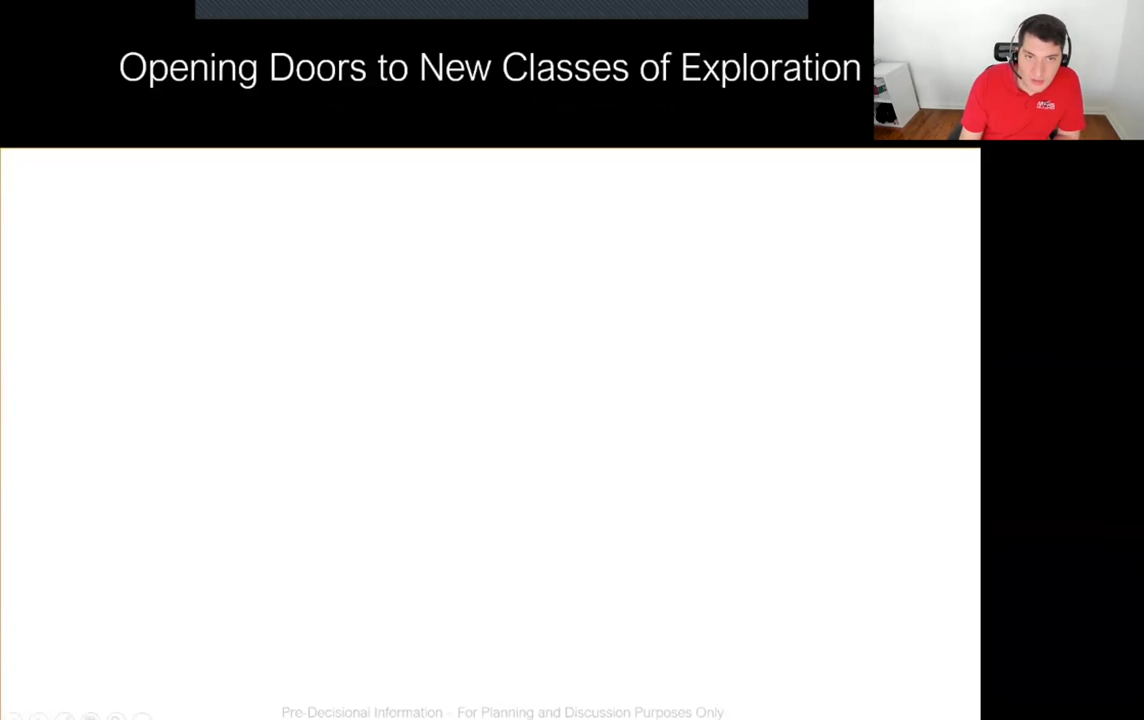 Opening Doors to New Classes of Exploration
Pre-Decisional Information - For Planning and Discussion Purposes Only